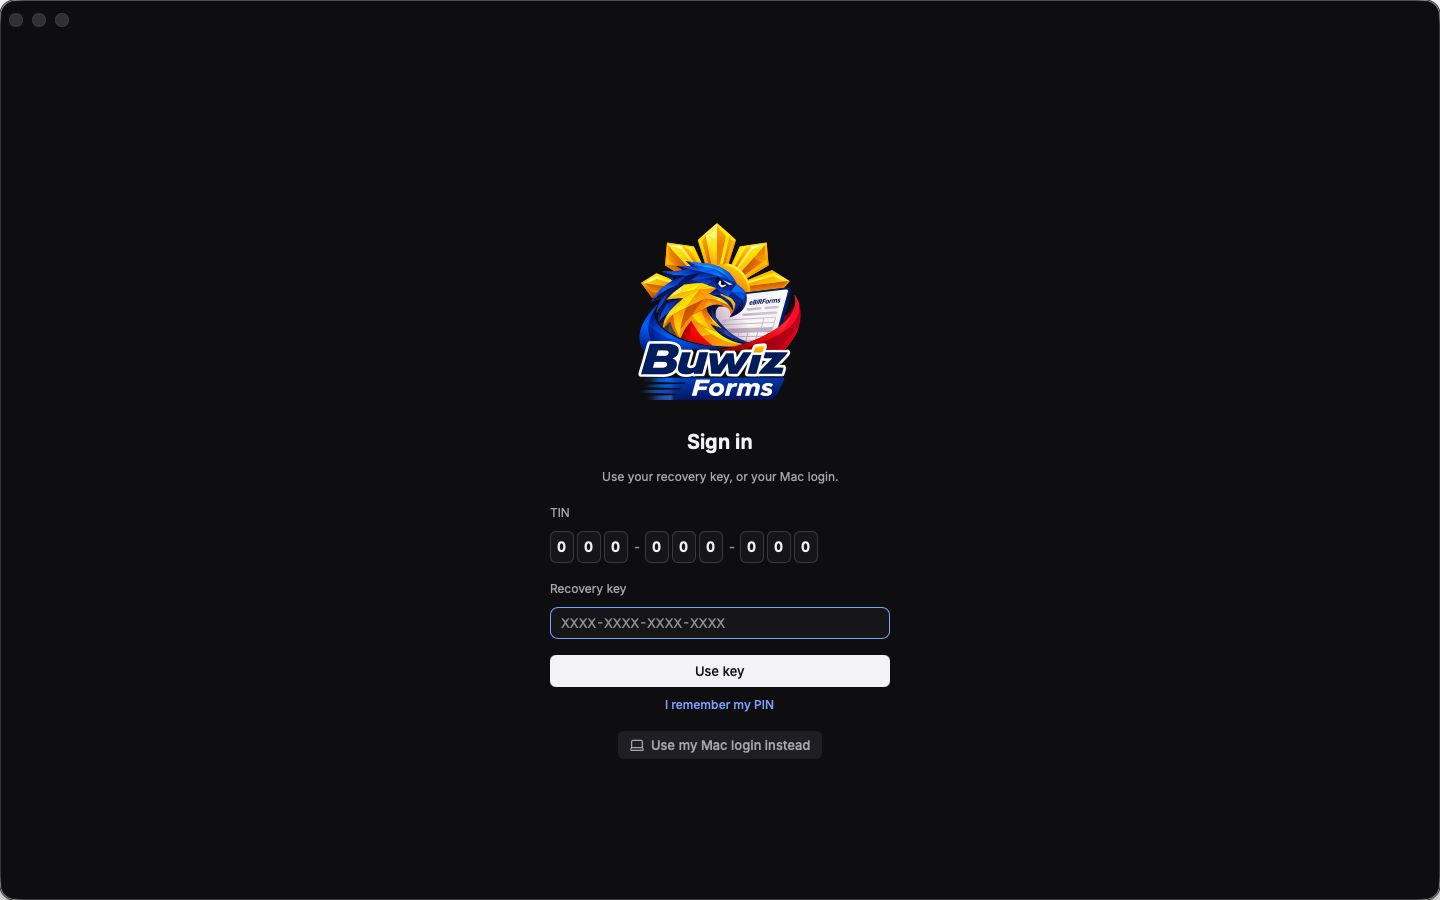 eBIRForms
Buwiz
Forms
Sign in
Use your recovery key, or your Mac login.
TIN
0 0 0 - 0 0 0 - 0 0 0
Recovery key
XXXX-XXXX-XXXX-XXXX
Use key
I remember my PIN
Use my Mac login instead